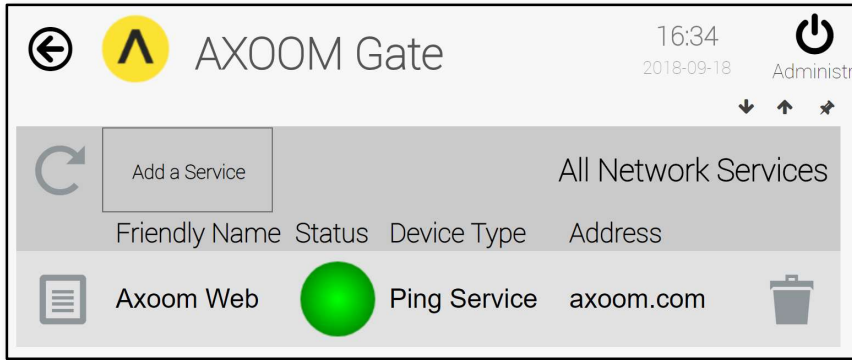 AXOOM Gate
16:34
2018-09-18
Administr
Add a Service
All Network Services
Friendly Name Status Device Type Address
Axoom Web Ping Service axoom.com